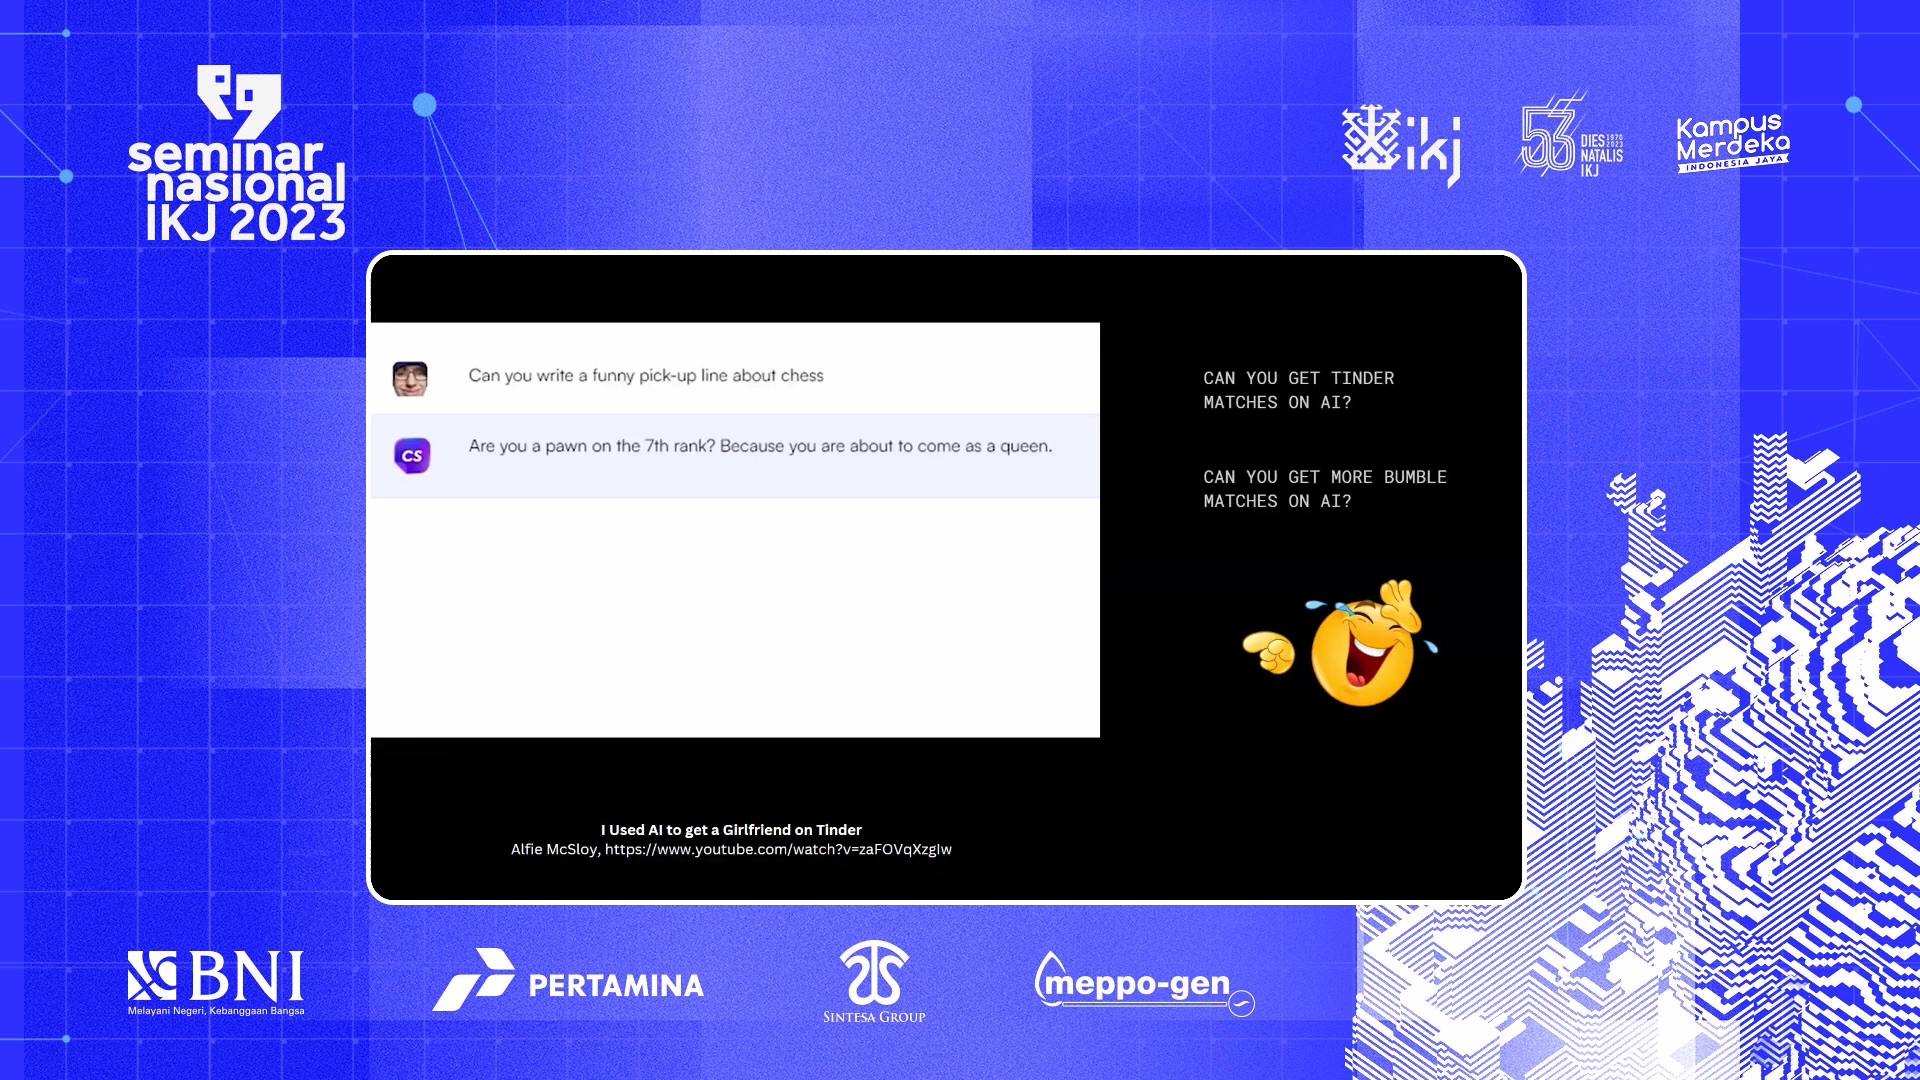 seminar
nasional
IKJ 2023
ikj
53
DIES 1970 2023
NATALIS
IKJ
Kampus
Merdeka
INDONESIA JAYA
Can you write a funny pick-up line about chess
CS
Are you a pawn on the 7th rank? Because you are about to come as a queen.
CAN YOU GET TINDER
MATCHES ON AI?
CAN YOU GET MORE BUMBLE
MATCHES ON AI?
I Used AI to get a Girlfriend on Tinder
Alfie McSloy, https://www.youtube.com/watch?v=zaFOVqXzgIw
BNI
Melayani Negeri, Kebanggaan Bangsa
PERTAMINA
SINTESA GROUP
meppo-gen